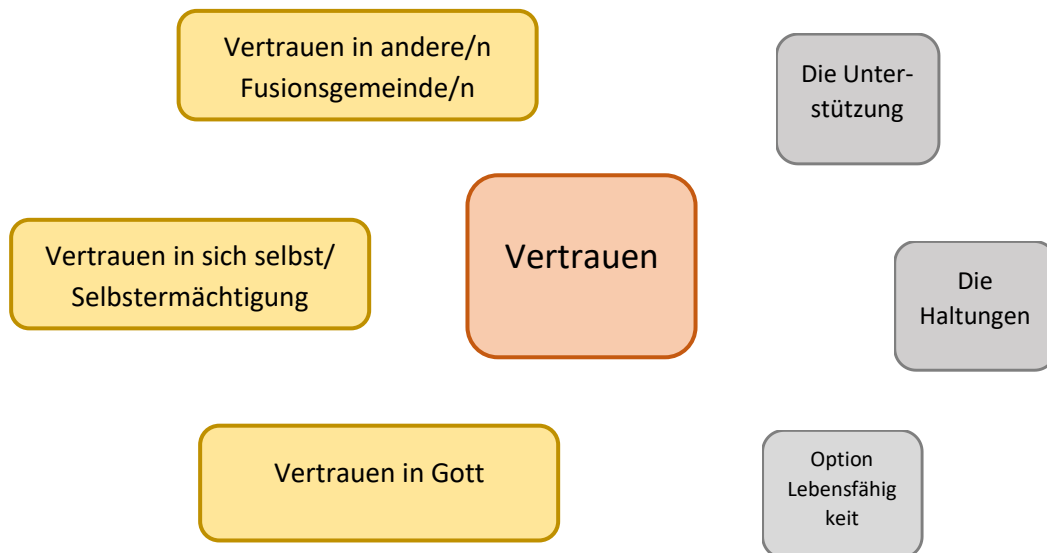 Vertrauen in andere/n
Fusionsgemeinde/n
Die Unter-
stützung
Vertrauen
Vertrauen in sich selbst/
Selbstermächtigung
Die
Haltungen
Vertrauen in Gott
Option
Lebensfähig
keit